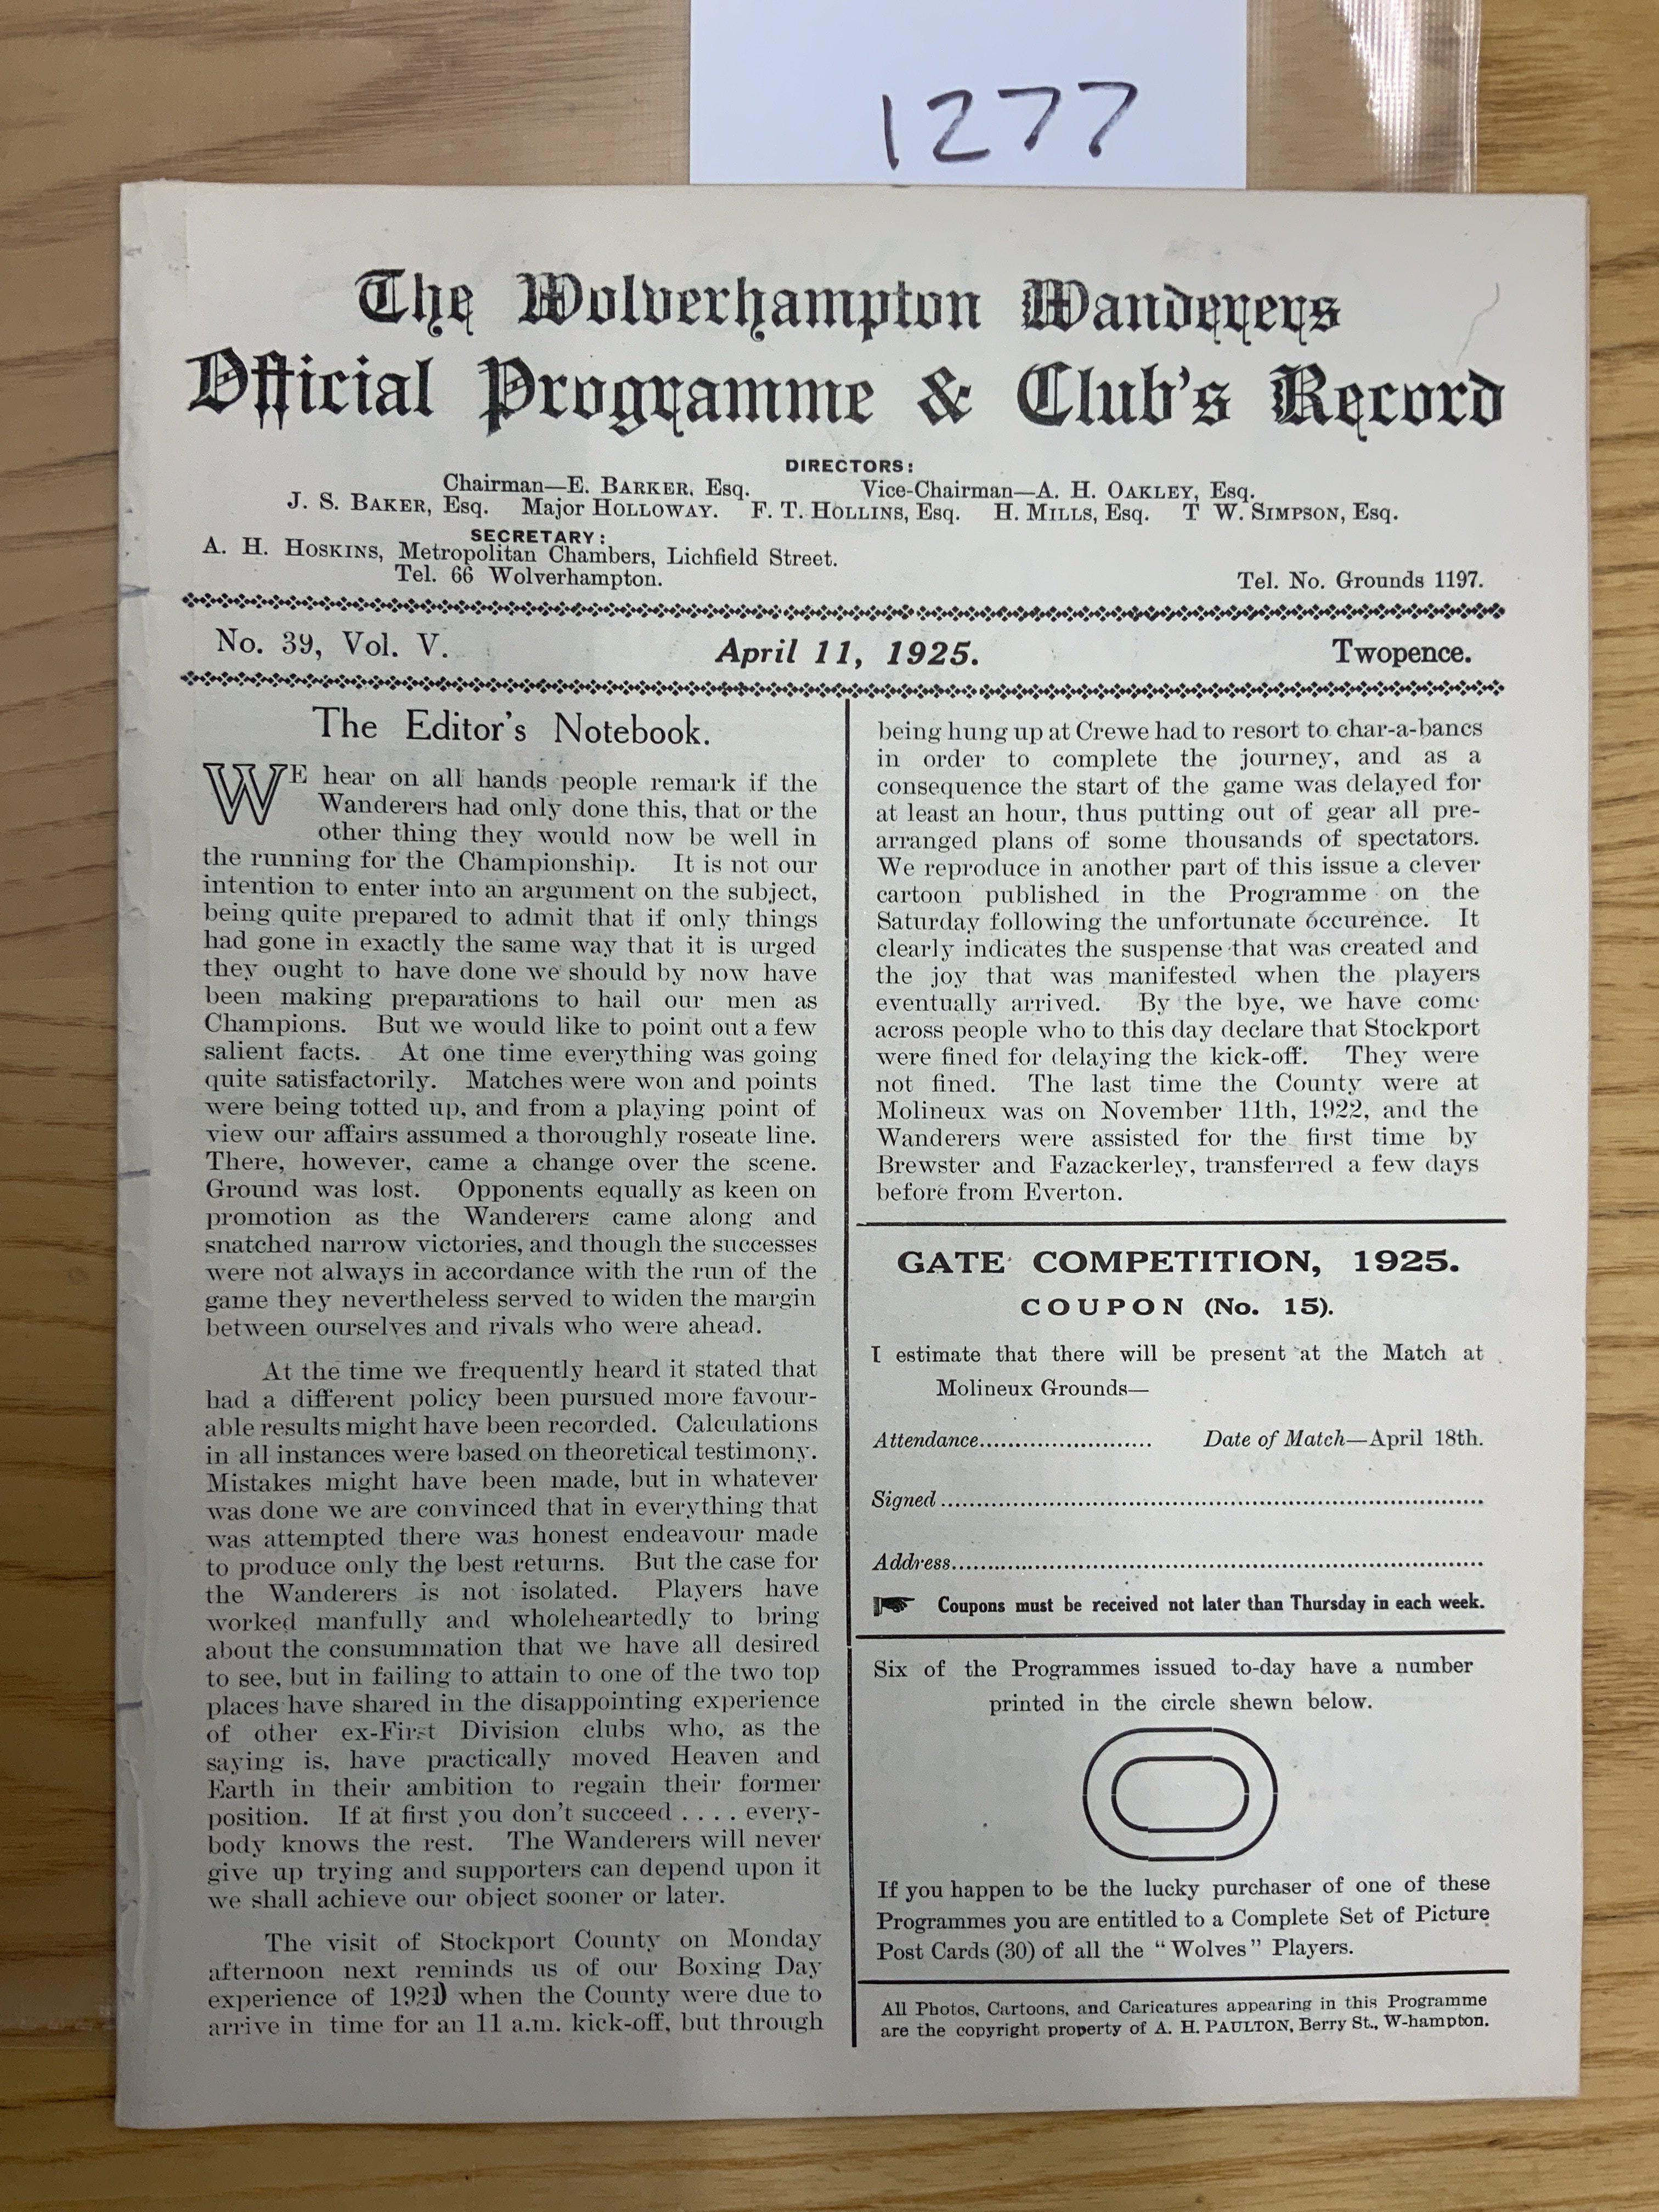 1277
The Wolverhampton Wanderers
Official Programme & Club's Record
DIRECTORS:
Chairman—E. BARKER, Esq. Vice-Chairman—A. H. OAKLEY, Esq.
J. S. BAKER, Esq. Major HOLLOWAY. F. T. HOLLINS, Esq. H. MILLS, Esq. T W. SIMPSON, Esq.
SECRETARY:
A. H. HOSKINS, Metropolitan Chambers, Lichfield Street.
Tel. 66 Wolverhampton. Tel. No. Grounds 1197.
No. 39, Vol. V. April 11, 1925. Twopence.
The Editor's Notebook.
WE hear on all hands people remark if the
Wanderers had only done this, that or the
other thing they would now be well in
the running for the Championship. It is not our
intention to enter into an argument on the subject,
being quite prepared to admit that if only things
had gone in exactly the same way that it is urged
they ought to have done we should by now have
been making preparations to hail our men as
Champions. But we would like to point out a few
salient facts. At one time everything was going
quite satisfactorily. Matches were won and points
were being totted up, and from a playing point of
view our affairs assumed a thoroughly roseate line.
There, however, came a change over the scene.
Ground was lost. Opponents equally as keen on
promotion as the Wanderers came along and
snatched narrow victories, and though the successes
were not always in accordance with the run of the
game they nevertheless served to widen the margin
between ourselves and rivals who were ahead.
At the time we frequently heard it stated that
had a different policy been pursued more favour-
able results might have been recorded. Calculations
in all instances were based on theoretical testimony.
Mistakes might have been made, but in whatever
was done we are convinced that in everything that
was attempted there was honest endeavour made
to produce only the best returns. But the case for
the Wanderers is not isolated. Players have
worked manfully and wholeheartedly to bring
about the consummation that we have all desired
to see, but in failing to attain to one of the two top
places have shared in the disappointing experience
of other ex-First Division clubs who, as the
saying is, have practically moved Heaven and
Earth in their ambition to regain their former
position. If at first you don't succeed . . . . every-
body knows the rest. The Wanderers will never
give up trying and supporters can depend upon it
we shall achieve our object sooner or later.
The visit of Stockport County on Monday
afternoon next reminds us of our Boxing Day
experience of 1921 when the County were due to
arrive in time for an 11 a.m. kick-off, but through
being hung up at Crewe had to resort to char-a-bancs
in order to complete the journey, and as a
consequence the start of the game was delayed for
at least an hour, thus putting out of gear all pre-
arranged plans of some thousands of spectators.
We reproduce in another part of this issue a clever
cartoon published in the Programme on the
Saturday following the unfortunate occurence. It
clearly indicates the suspense that was created and
the joy that was manifested when the players
eventually arrived. By the bye, we have come
across people who to this day declare that Stockport
were fined for delaying the kick-off. They were
not fined. The last time the County were at
Molineux was on November 11th, 1922, and the
Wanderers were assisted for the first time by
Brewster and Fazackerley, transferred a few days
before from Everton.
GATE COMPETITION, 1925.
COUPON (No. 15).
I estimate that there will be present at the Match at
Molineux Grounds—
Attendance........................ Date of Match—April 18th.
Signed................................................................
Address................................................................
Coupons must be received not later than Thursday in each week.
Six of the Programmes issued to-day have a number
printed in the circle shewn below.
If you happen to be the lucky purchaser of one of these
Programmes you are entitled to a Complete Set of Picture
Post Cards (30) of all the "Wolves" Players.
All Photos, Cartoons, and Caricatures appearing in this Programme
are the copyright property of A. H. PAULTON, Berry St., W-hampton.